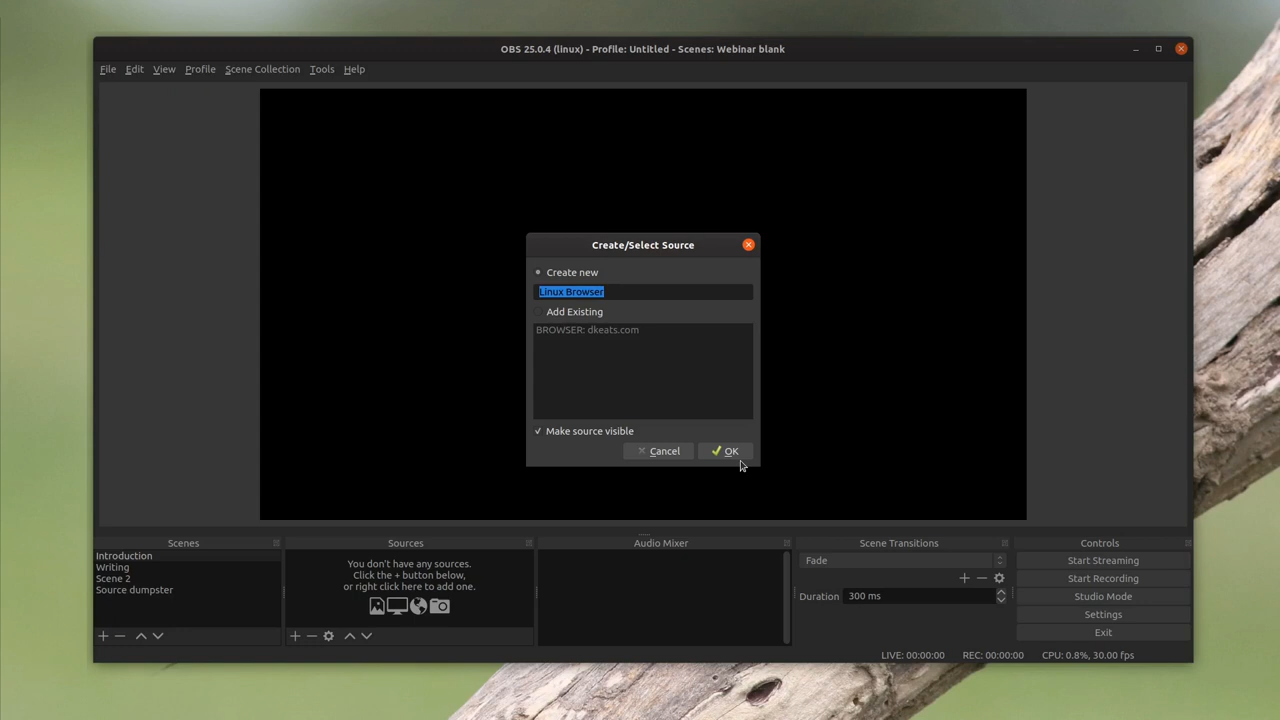 OBS 25.0.4 (linux) - Profile: Untitled - Scenes: Webinar blank
File Edit View Profile Scene Collection Tools Help
Create/Select Source
Create new
Linux Browser
Add Existing
BROWSER: dkeats.com
Make source visible
Cancel OK
Scenes
Introduction
Writing
Scene 2
Source dumpster
Sources
You don't have any sources.
Click the + button below,
or right click here to add one.
Audio Mixer
Scene Transitions
Fade
Duration 300 ms
Controls
Start Streaming
Start Recording
Studio Mode
Settings
Exit
LIVE: 00:00:00 REC: 00:00:00 CPU: 0.8%, 30.00 fps